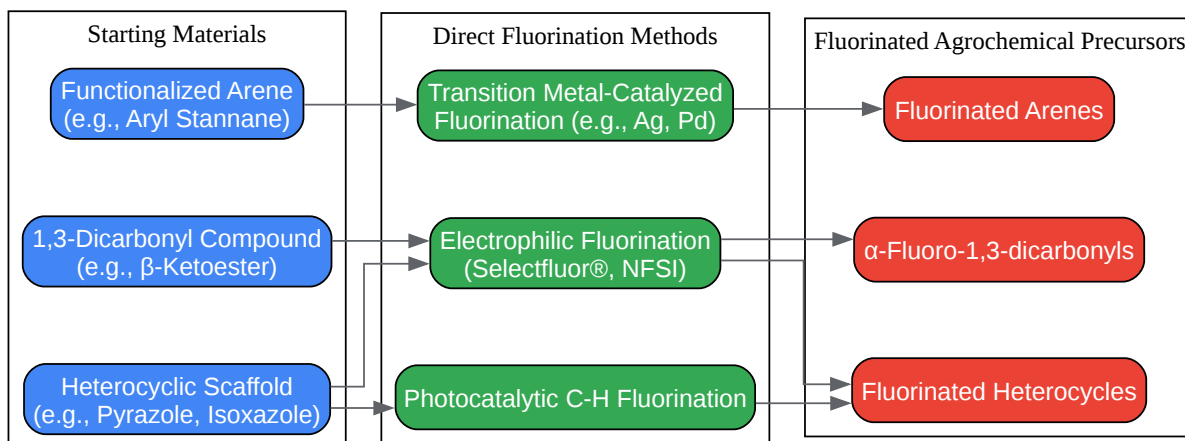 Starting Materials
Functionalized Arene
(e.g., Aryl Stannane)
1,3-Dicarbonyl Compound
(e.g., β-Ketoester)
Heterocyclic Scaffold
(e.g., Pyrazole, Isoxazole)
Direct Fluorination Methods
Transition Metal-Catalyzed
Fluorination (e.g., Ag, Pd)
Electrophilic Fluorination
(Selectfluor®, NFSI)
Photocatalytic C-H Fluorination
Fluorinated Agrochemical Precursors
Fluorinated Arenes
α-Fluoro-1,3-dicarbonyls
Fluorinated Heterocycles